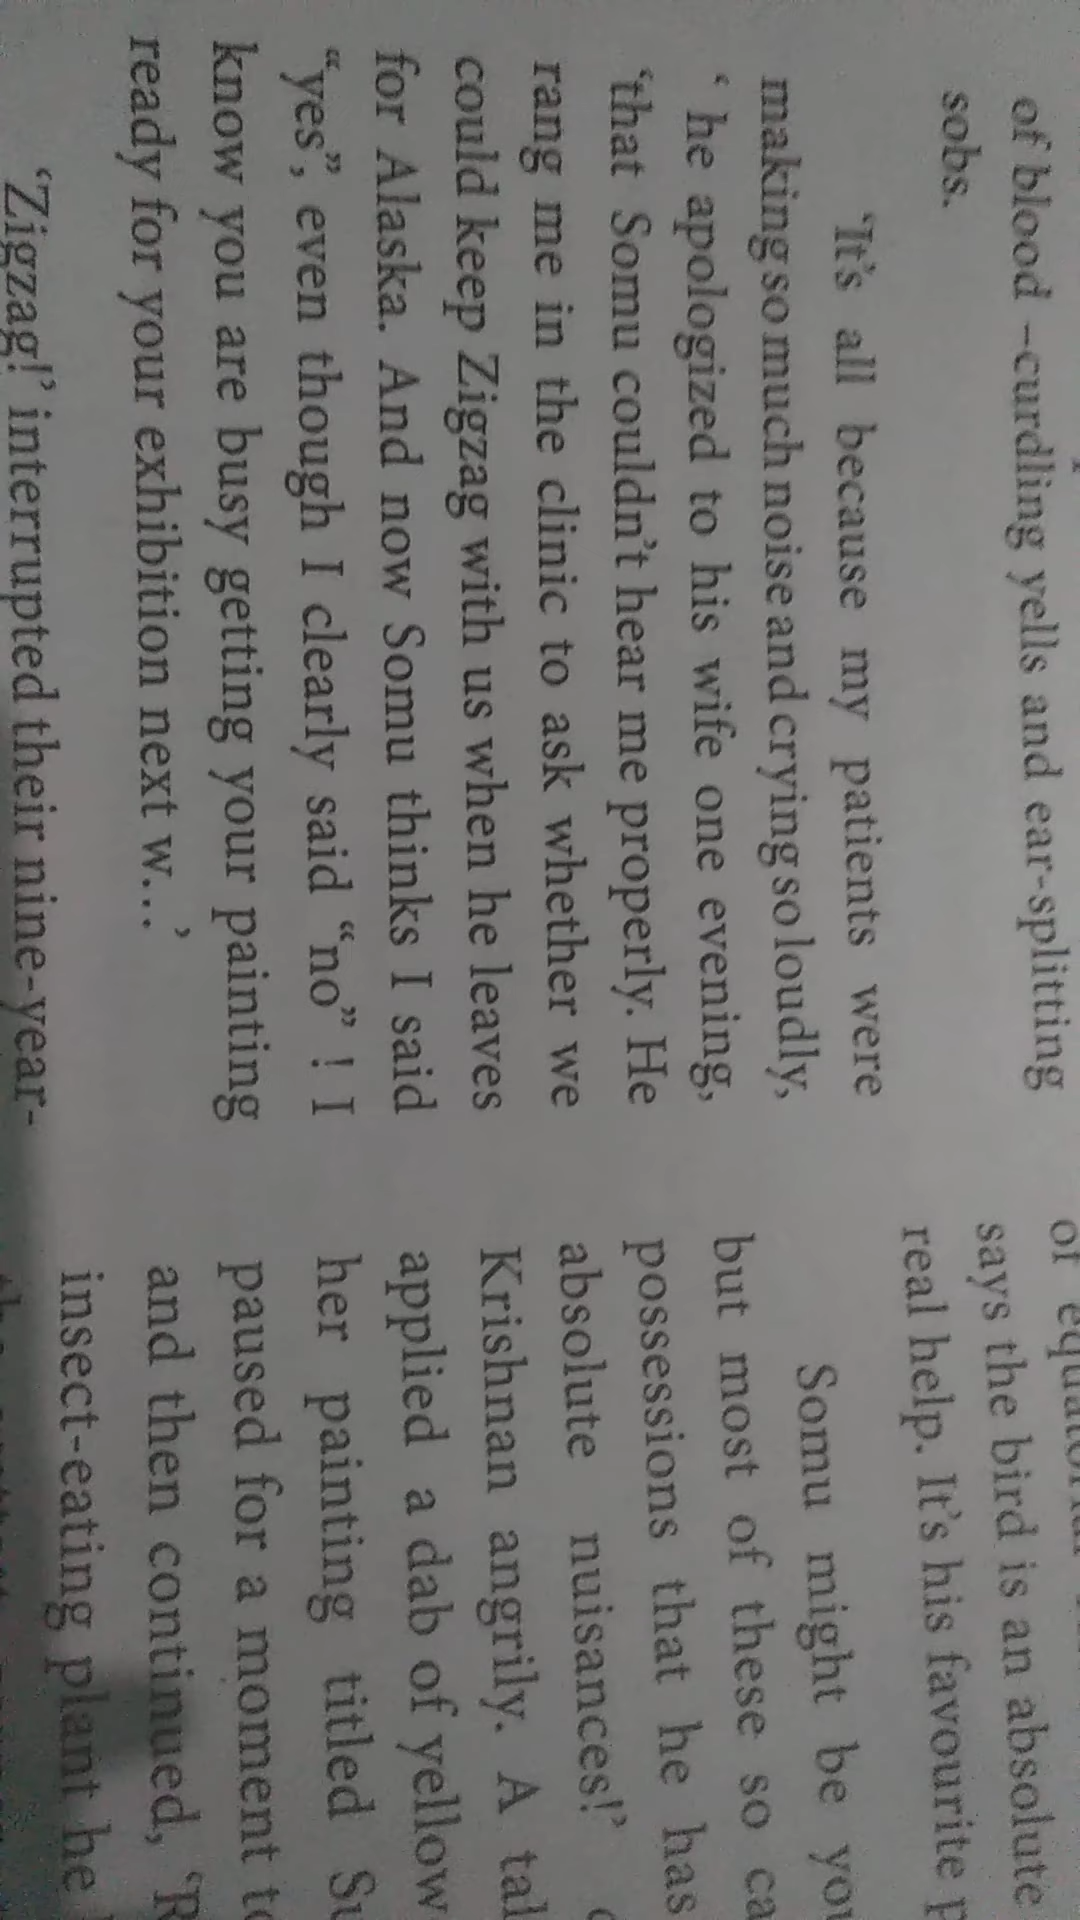 of blood –curdling yells and ear-splitting
sobs.
‘It’s all because my patients were
making so much noise and crying so loudly,
‘ he apologized to his wife one evening,
‘that Somu couldn’t hear me properly. He
rang me in the clinic to ask whether we
could keep Zigzag with us when he leaves
for Alaska. And now Somu thinks I said
“yes”, even though I clearly said “no” ! I
know you are busy getting your painting
ready for your exhibition next w…’
‘Zigzag!’ interrupted their nine-year-
of
says the bird is an absolute
real help. It’s his favourite
Somu might be
but most of these so
possessions that he has
absolute nuisances!’
Krishnan angrily. A
applied a dab of yellow
her painting titled
paused for a moment
and then continued,
insect-eating plant he